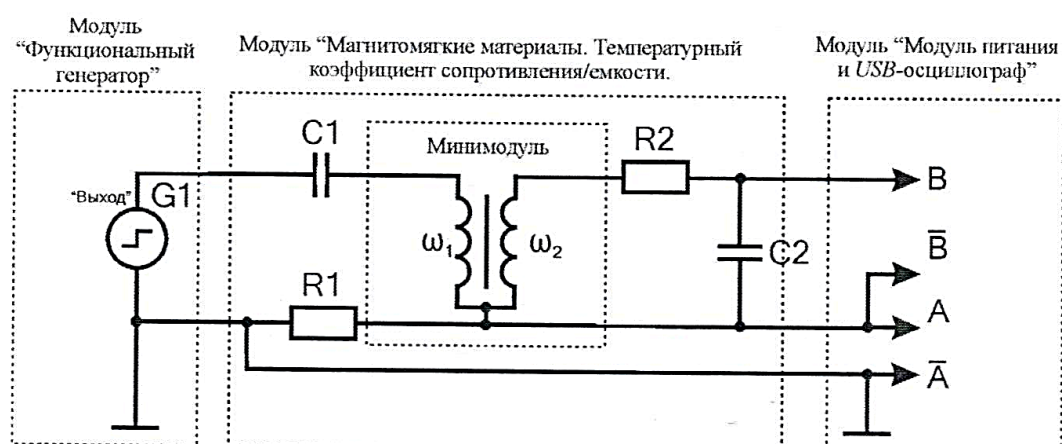 Модуль
“Функциональный
генератор”
Модуль “Магнитомягкие материалы. Температурный
коэффициент сопротивления/емкости.
Модуль “Модуль питания
и USB-осциллограф”
C1
Минимодуль
R2
B
"Выход"
G1
ω1
ω2
B̅
C2
R1
A
A̅